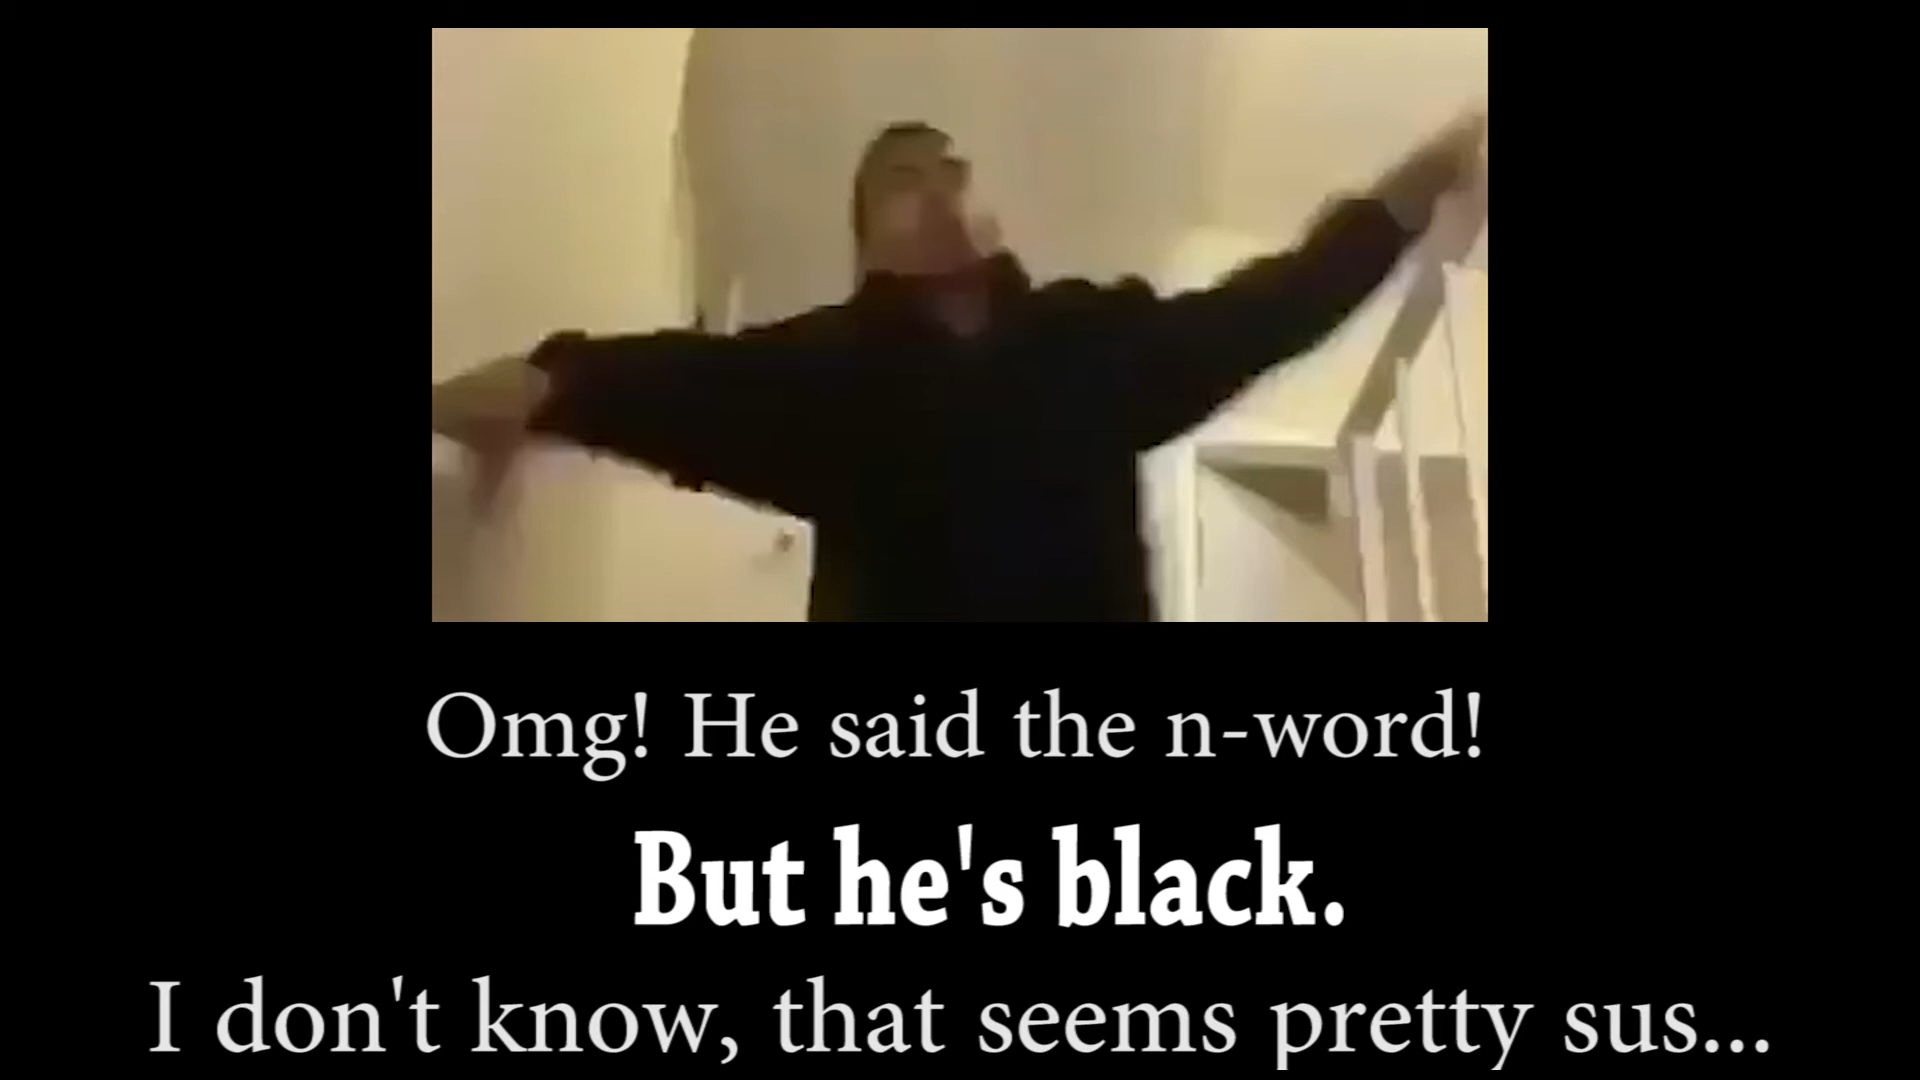 Omg! He said the n-word!
But he's black.
I don't know, that seems pretty sus...